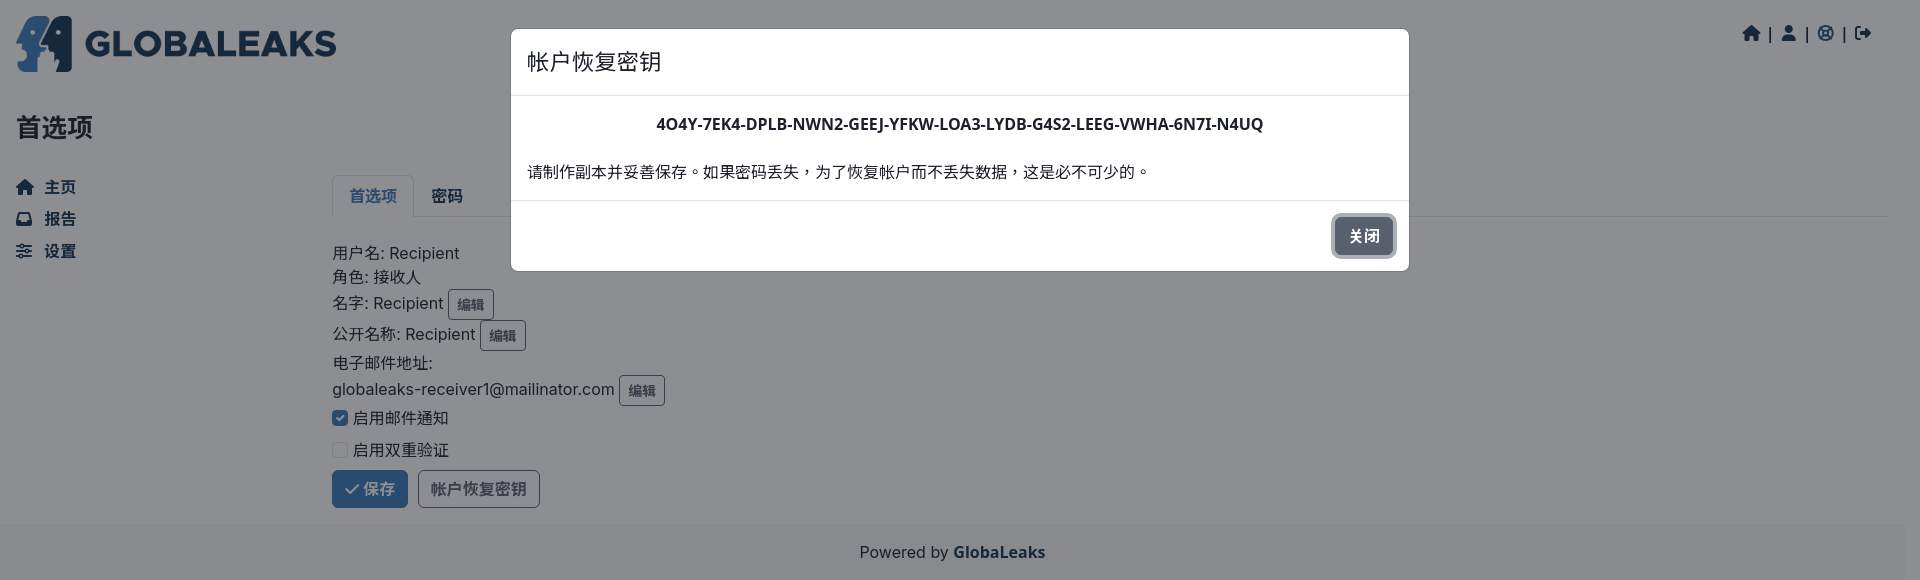 GLOBALEAKS
| | |
首选项
主页
报告
设置
首选项 密码
用户名: Recipient
角色: 接收人
名字: Recipient 编辑
公开名称: Recipient 编辑
电子邮件地址:
globaleaks-receiver1@mailinator.com 编辑
启用邮件通知
启用双重验证
保存 帐户恢复密钥
帐户恢复密钥
4O4Y-7EK4-DPLB-NWN2-GEEJ-YFKW-LOA3-LYDB-G4S2-LEEG-VWHA-6N7I-N4UQ
请制作副本并妥善保存。如果密码丢失，为了恢复帐户而不丢失数据，这是必不可少的。
关闭
Powered by GlobaLeaks